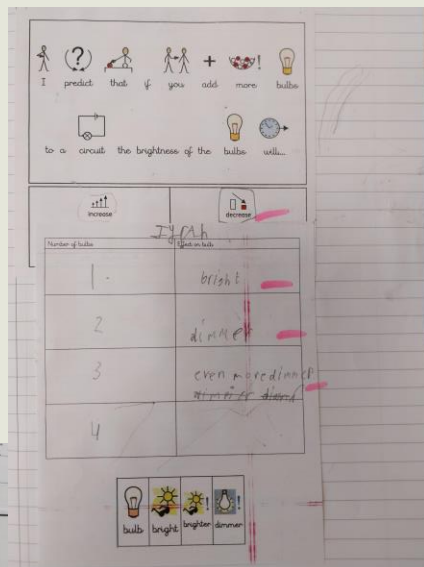 I predict that if you add more bulbs
to a circuit the brightness of the bulbs will...
increase decrease
Number of bulbs Effect on bulb
1. bright
2 dimmer
3 even more dimmer
4
bulb bright brighter dimmer